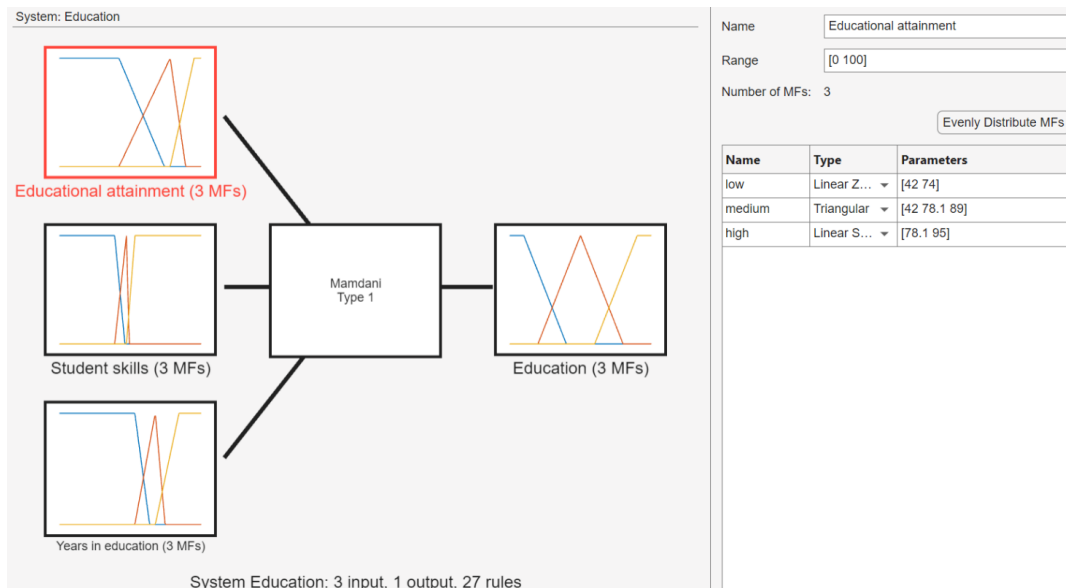 System: Education
Educational attainment (3 MFs)
Student skills (3 MFs)
Years in education (3 MFs)
Mamdani
Type 1
Education (3 MFs)
System Education: 3 input, 1 output, 27 rules
Name Educational attainment
Range [0 100]
Number of MFs: 3
Evenly Distribute MFs
Name Type Parameters
low Linear Z... [42 74]
medium Triangular [42 78.1 89]
high Linear S... [78.1 95]